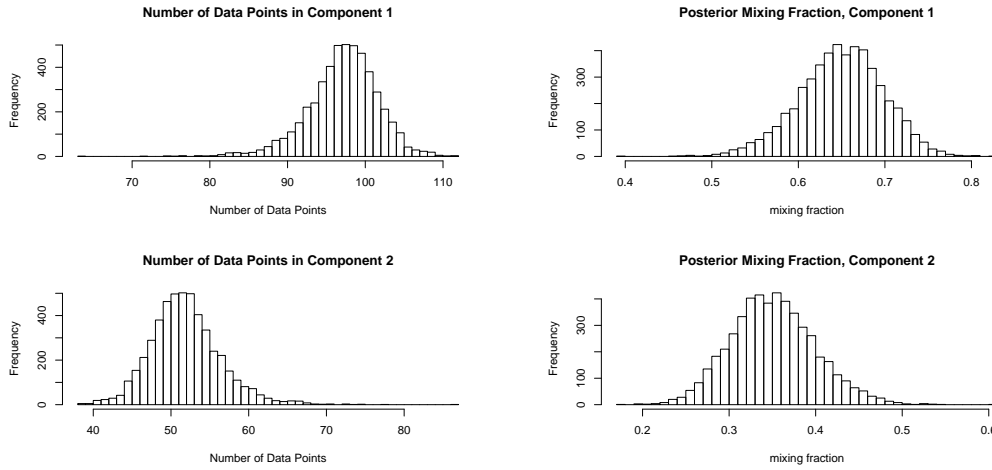 Number of Data Points in Component 1
Frequency
0
200
400
70
80
90
100
110
Number of Data Points
Posterior Mixing Fraction, Component 1
Frequency
0
100
300
0.4
0.5
0.6
0.7
0.8
mixing fraction
Number of Data Points in Component 2
Frequency
0
200
400
40
50
60
70
80
Number of Data Points
Posterior Mixing Fraction, Component 2
Frequency
0
100
300
0.2
0.3
0.4
0.5
0.6
mixing fraction